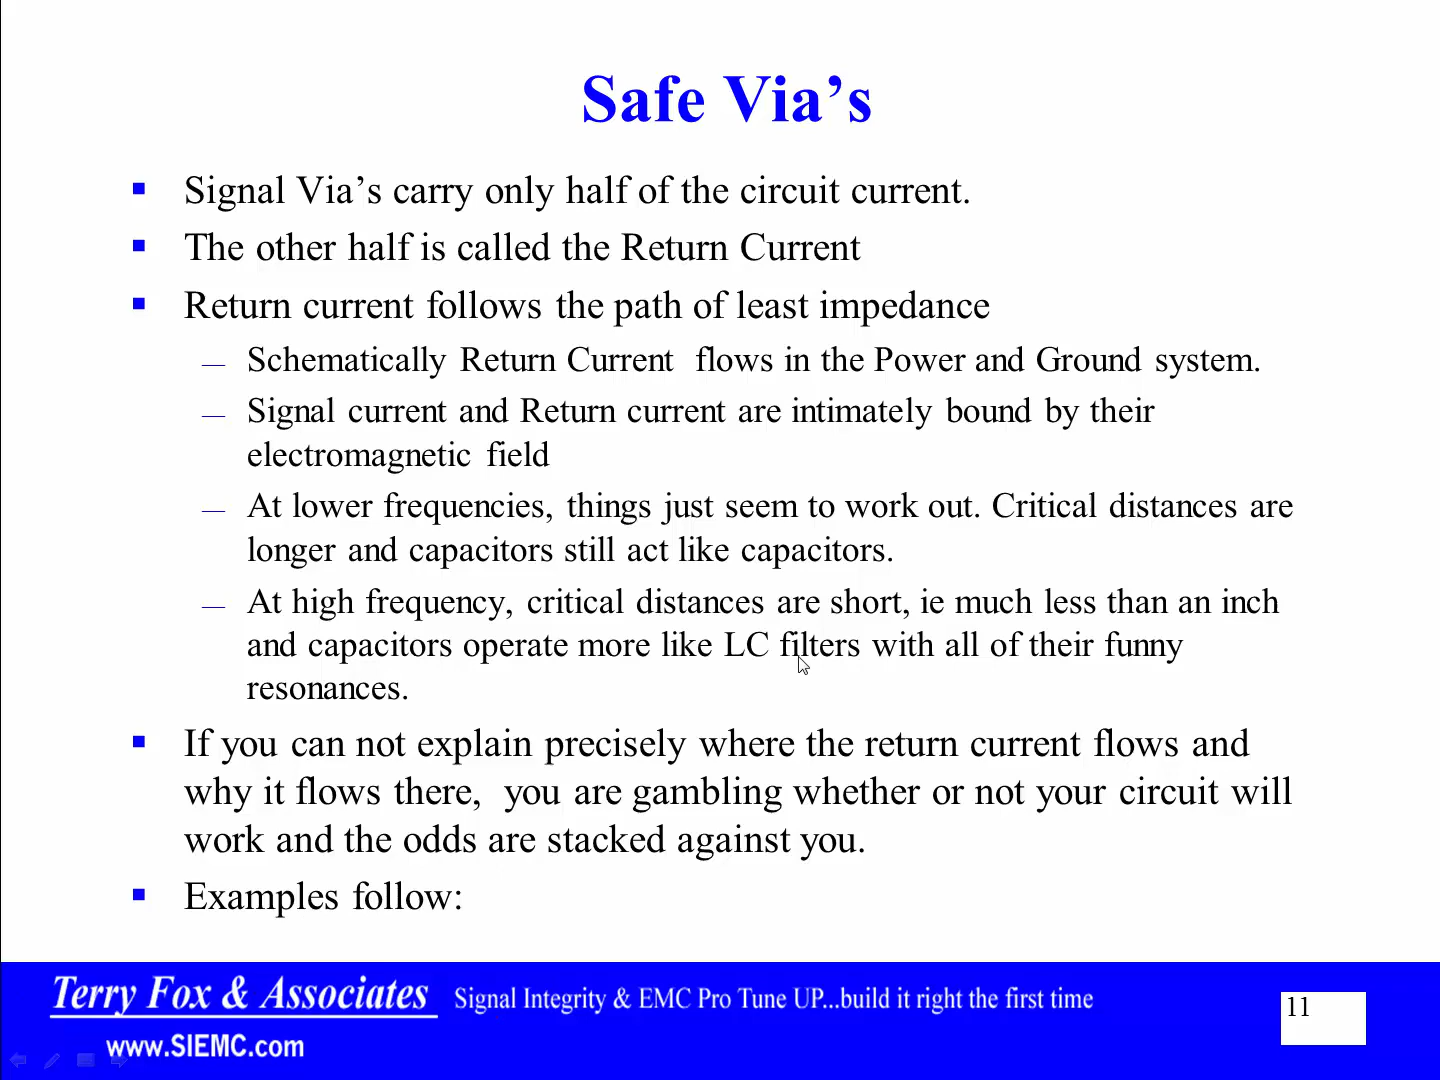 Safe Via’s
Signal Via’s carry only half of the circuit current.
The other half is called the Return Current
Return current follows the path of least impedance
— Schematically Return Current flows in the Power and Ground system.
— Signal current and Return current are intimately bound by their
electromagnetic field
— At lower frequencies, things just seem to work out. Critical distances are
longer and capacitors still act like capacitors.
— At high frequency, critical distances are short, ie much less than an inch
and capacitors operate more like LC filters with all of their funny
resonances.
If you can not explain precisely where the return current flows and
why it flows there, you are gambling whether or not your circuit will
work and the odds are stacked against you.
Examples follow:
Terry Fox & Associates Signal Integrity & EMC Pro Tune UP...build it right the first time
11
www.SIEMC.com